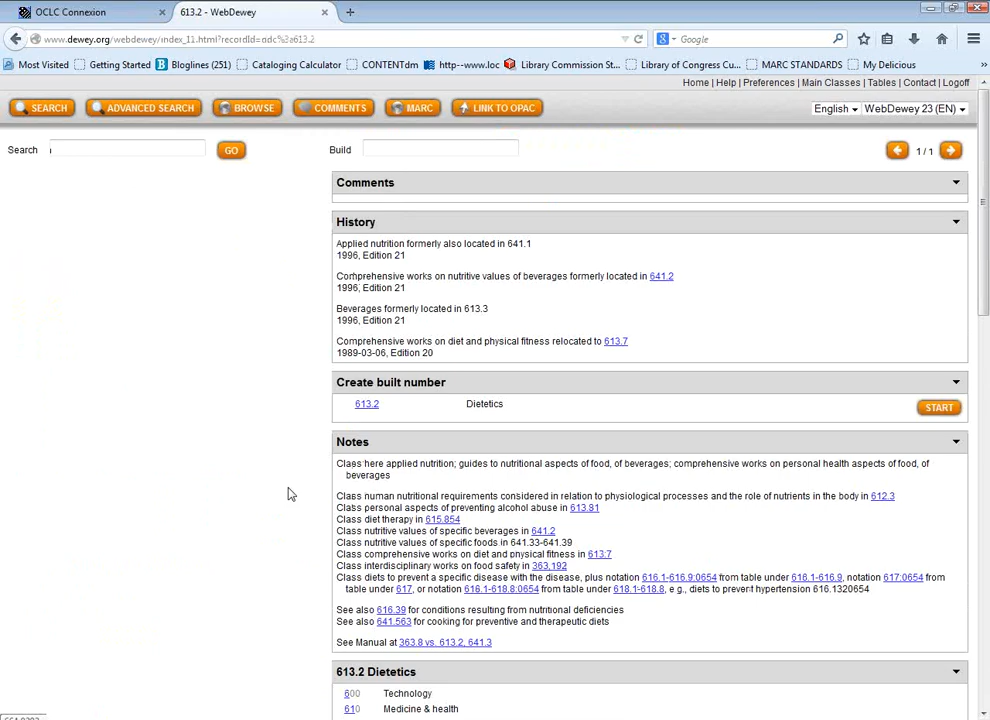 OCLC Connexion
613.2 - WebDewey
www.dewey.org/webdewey/index_11.html?recordId=ddc%3a613.2
Google
Most Visited Getting Started Bloglines (251) Cataloging Calculator CONTENTdm http--www.loc Library Commission St... Library of Congress Cu... MARC STANDARDS My Delicious »
Home | Help | Preferences | Main Classes | Tables | Contact | Logoff
SEARCH ADVANCED SEARCH BROWSE COMMENTS MARC LINK TO OPAC
English WebDewey 23 (EN)
Search GO Build 1 / 1
Comments
History
Applied nutrition formerly also located in 641.1
1996, Edition 21
Comprehensive works on nutritive values of beverages formerly located in 641.2
1996, Edition 21
Beverages formerly located in 613.3
1996, Edition 21
Comprehensive works on diet and physical fitness relocated to 613.7
1989-03-06, Edition 20
Create built number
613.2 Dietetics START
Notes
Class here applied nutrition; guides to nutritional aspects of food, of beverages; comprehensive works on personal health aspects of food, of
beverages
Class human nutritional requirements considered in relation to physiological processes and the role of nutrients in the body in 612.3
Class personal aspects of preventing alcohol abuse in 613.81
Class diet therapy in 615.854
Class nutritive values of specific beverages in 641.2
Class nutritive values of specific foods in 641.33-641.39
Class comprehensive works on diet and physical fitness in 613.7
Class interdisciplinary works on food safety in 363.192
Class diets to prevent a specific disease with the disease, plus notation 616.1-616.9:0654 from table under 616.1-616.9, notation 617:0654 from
table under 617, or notation 616.1-618.8:0654 from table under 618.1-618.8, e.g., diets to prevent hypertension 616.1320654
See also 616.39 for conditions resulting from nutritional deficiencies
See also 641.563 for cooking for preventive and therapeutic diets
See Manual at 363.8 vs. 613.2, 641.3
613.2 Dietetics
600 Technology
610 Medicine & health